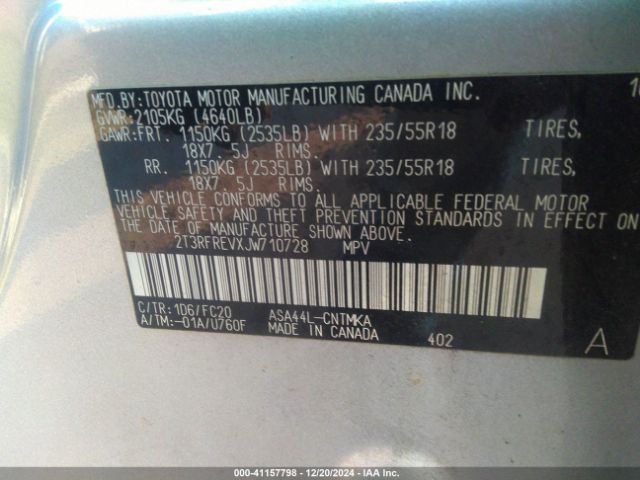 MFD.BY:TOYOTA MOTOR MANUFACTURING CANADA INC. 
GVWR:2105KG (4640LB)
GAWR:FRT. 1150KG (2535LB) WITH 235/55R18 TIRES,
18X7. 5J RIMS.
RR. 1150KG (2535LB) WITH 235/55R18 TIRES,
18X7. 5J RIMS.
THIS VEHICLE CONFORMS TO ALL APPLICABLE FEDERAL MOTOR
VEHICLE SAFETY AND THEFT PREVENTION STANDARDS IN EFFECT ON
THE DATE OF MANUFACTURE SHOWN ABOVE.
2T3RFREVXJW710728 MPV
C/TR:1D6/FC20 ASA44L-CNTMKA
A/TM:-01A/U760F MADE IN CANADA 402 A
000-41157798 - 12/20/2024 - IAA Inc.